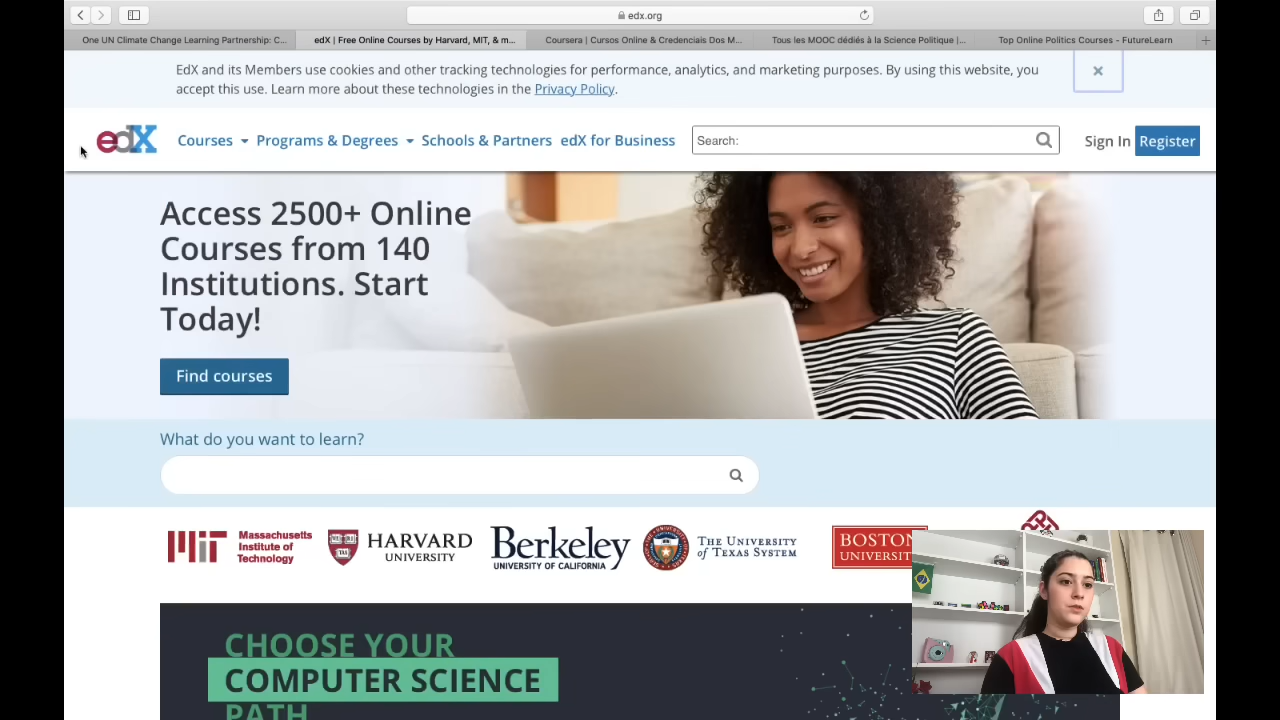 edx.org
One UN Climate Change Learning Partnership: C...
edX | Free Online Courses by Harvard, MIT, & m...
Coursera | Cursos Online & Credenciais Dos M...
Tous les MOOC dédiés à la Science Politique |...
Top Online Politics Courses - FutureLearn
EdX and its Members use cookies and other tracking technologies for performance, analytics, and marketing purposes. By using this website, you
accept this use. Learn more about these technologies in the Privacy Policy.
edX
Courses
Programs & Degrees
Schools & Partners
edX for Business
Search:
Sign In
Register
Access 2500+ Online
Courses from 140
Institutions. Start
Today!
Find courses
What do you want to learn?
MIT
Massachusetts
Institute of
Technology
HARVARD
UNIVERSITY
Berkeley
UNIVERSITY OF CALIFORNIA
THE UNIVERSITY
of TEXAS SYSTEM
BOSTON
UNIVERSIT
CHOOSE YOUR
COMPUTER SCIENCE
PATH